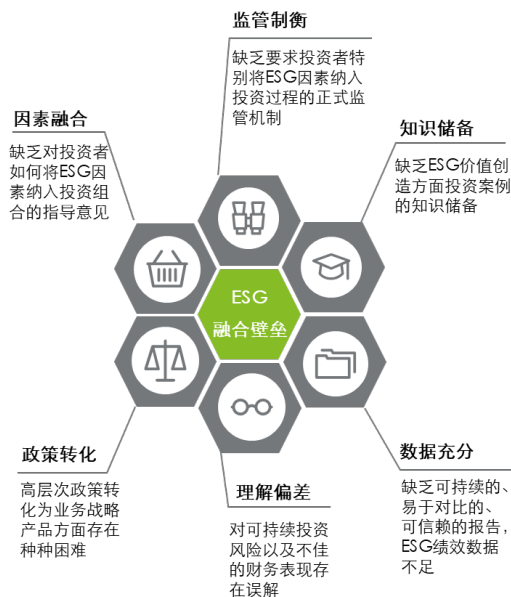 监管制衡
缺乏要求投资者特
别将ESG因素纳入
投资过程的正式监
管机制
因素融合
缺乏对投资者
如何将ESG因
素纳入投资组
合的指导意见
知识储备
缺乏ESG价值创
造方面投资案例
的知识储备
ESG
融合壁垒
政策转化
高层次政策转
化为业务战略
产品方面存在
种种困难
理解偏差
对可持续投资
风险以及不佳
的财务表现存
在误解
数据充分
缺乏可持续的、
易于对比的、
可信赖的报告，
ESG绩效数据
不足